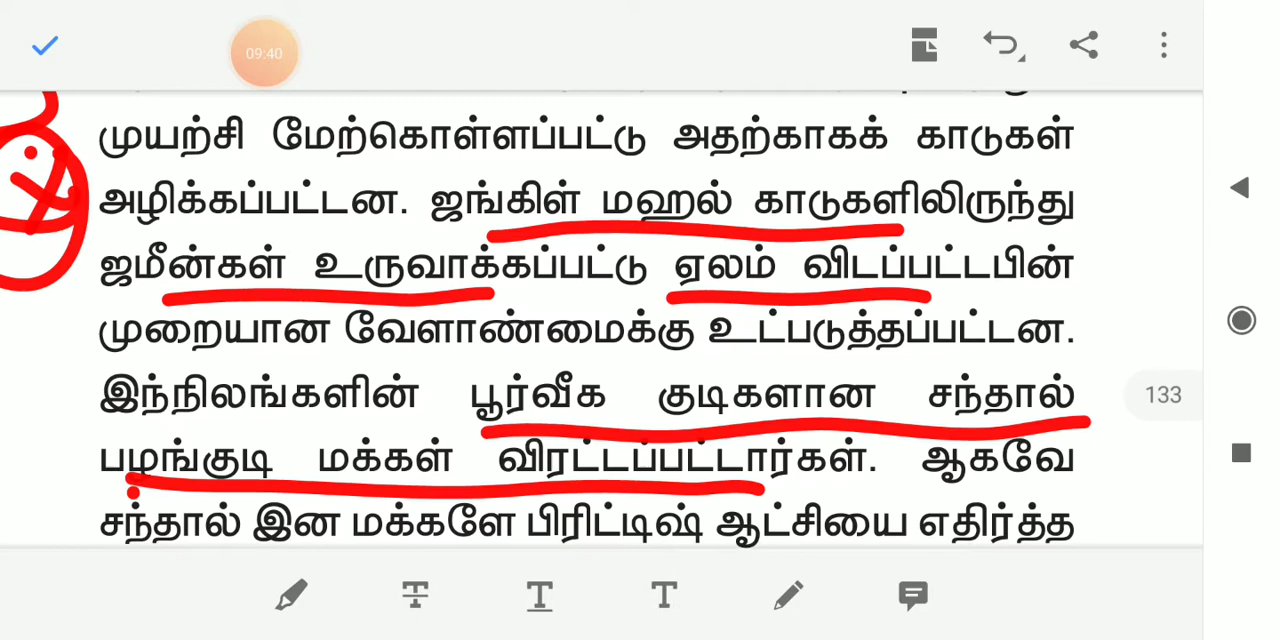 09:40
முயற்சி மேற்கொள்ளப்பட்டு அதற்காகக் காடுகள்
அழிக்கப்பட்டன. ஜங்கிள் மஹல் காடுகளிலிருந்து
ஜமீன்கள் உருவாக்கப்பட்டு ஏலம் விடப்பட்டபின்
முறையான வேளாண்மைக்கு உட்படுத்தப்பட்டன.
இந்நிலங்களின் பூர்வீக குடிகளான சந்தால்
133
பழங்குடி மக்கள் விரட்டப்பட்டார்கள். ஆகவே
சந்தால் இன மக்களே பிரிட்டிஷ் ஆட்சியை எதிர்த்த